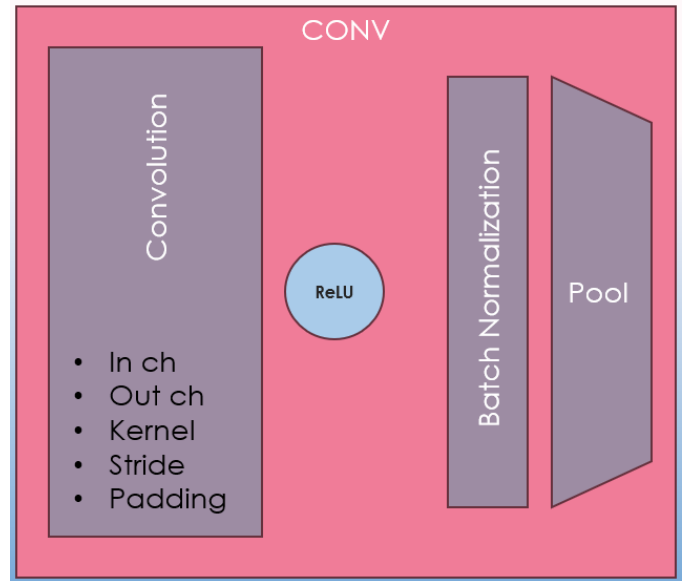 CONV
Convolution
• In ch
• Out ch
• Kernel
• Stride
• Padding
ReLU
Batch Normalization
Pool